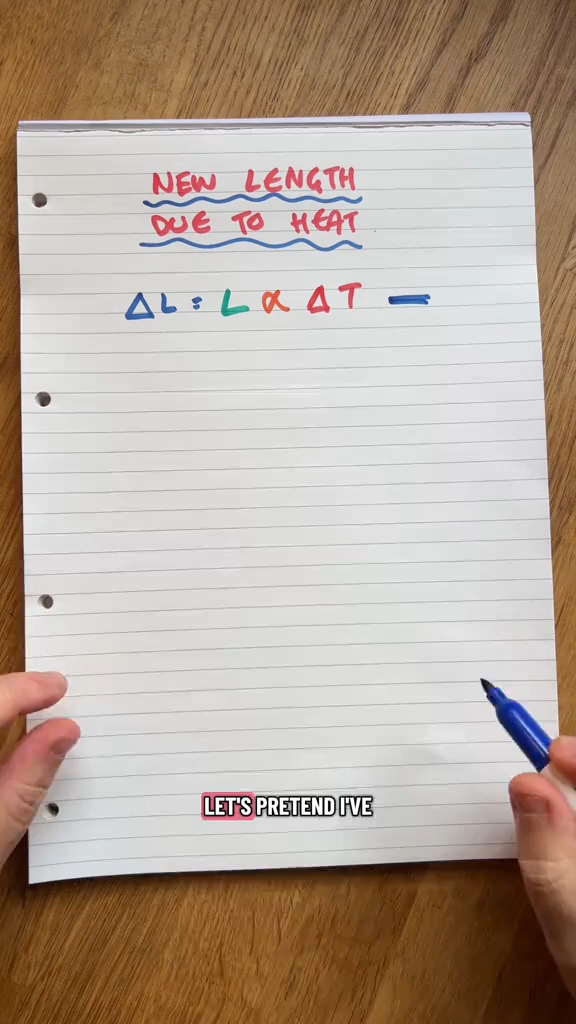 NEW LENGTH
DUE TO HEAT
ΔL = L α ΔT —
LET'S PRETEND I'VE